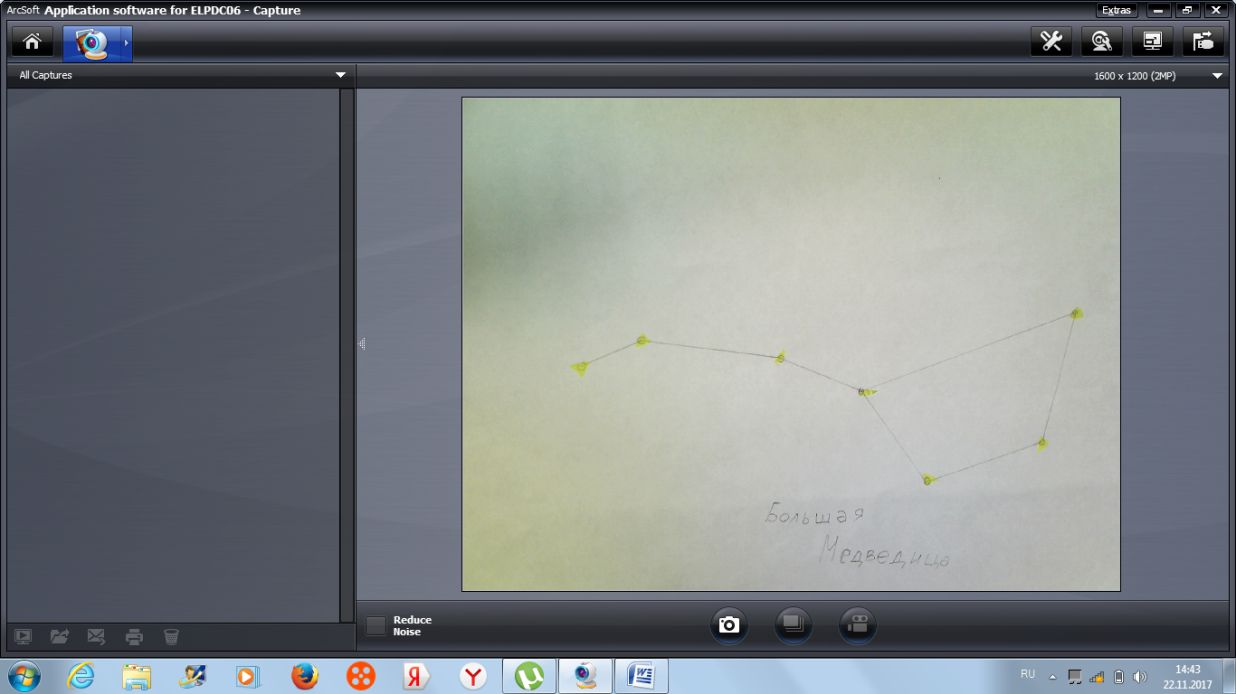 ArcSoft Application software for ELPDC06 - Capture
Extras
All Captures
1600 x 1200 (2MP)
Большая
Медведица
Reduce
Noise
RU
14:43
22.11.2017